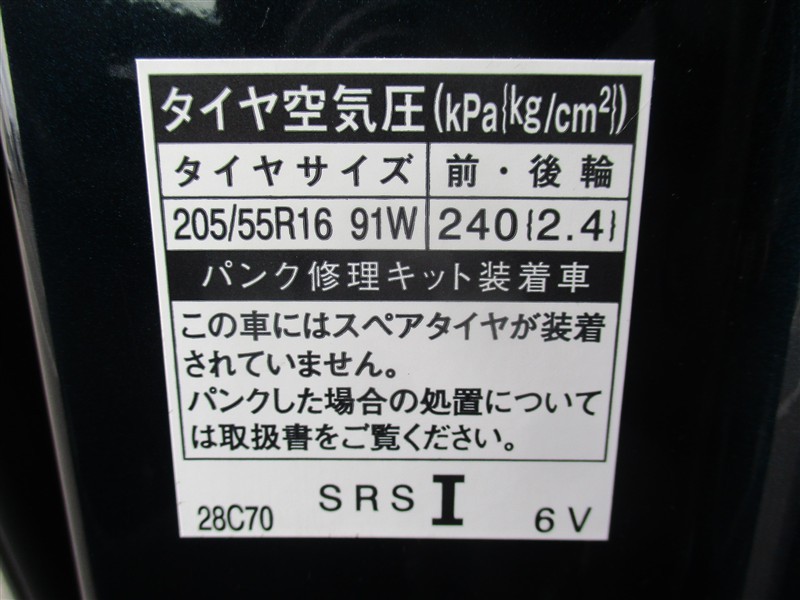 タイヤ空気圧(kPa{kg/cm²})
タイヤサイズ 前・後輪
205/55R16 91W 240{2.4}
パンク修理キット装着車
この車にはスペアタイヤが装着
されていません。
パンクした場合の処置について
は取扱書をご覧ください。
28C70 SRS I 6V